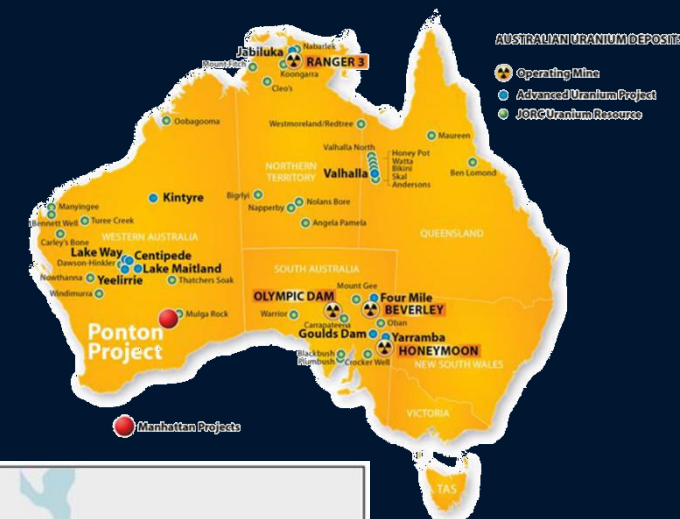 AUSTRALIAN URANIUM DEPOSITS
Operating Mine
Advanced Uranium Project
JORC Uranium Resource
Jabiluka
Nabarlek
RANGER 3
Mount Fitch
Koongarra
Cleo's
Oobagooma
Westmoreland/Redtree
Maureen
Valhalla North
Honey Pot
Watta
Bikini
Skal
Andersons
Valhalla
Ben Lomond
NORTHERN
TERRITORY
Kintyre
Bigrlyi
Nolans Bore
Napperby
Angela Pamela
QUEENSLAND
Manyingee
Bennett Well
Turee Creek
Carley's Bone
WESTERN AUSTRALIA
Lake Way
Centipede
Dawson-Hinkler
Lake Maitland
Nowthanna
Yeelirrie
Thatchers Soak
Windimurra
SOUTH AUSTRALIA
Mount Gee
OLYMPIC DAM
Four Mile
BEVERLEY
Warrior
Carrapateena
Oban
Goulds Dam
Yarramba
HONEYMOON
Blackbush
Plumbush
Crocker Well
NEW SOUTH WALES
Mulga Rock
Ponton
Project
VICTORIA
Manhattan Projects
TAS